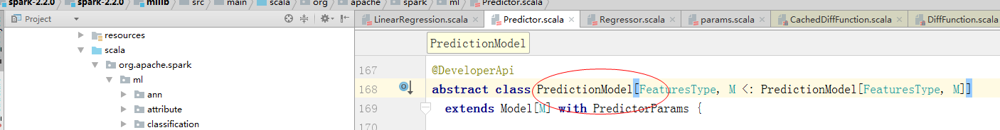 spark-2.2.0 spark-2.2.0 mllib src main scala org apache spark ml Predictor.scala
Project
LinearRegression.scala Predictor.scala Regressor.scala params.scala CachedDiffFunction.scala DiffFunction.scala
resources
scala
org.apache.spark
ml
ann
attribute
classification
PredictionModel
167 @DeveloperApi
168 abstract class PredictionModel[FeaturesType, M <: PredictionModel[FeaturesType, M]]
169 extends Model[M] with PredictorParams {
170